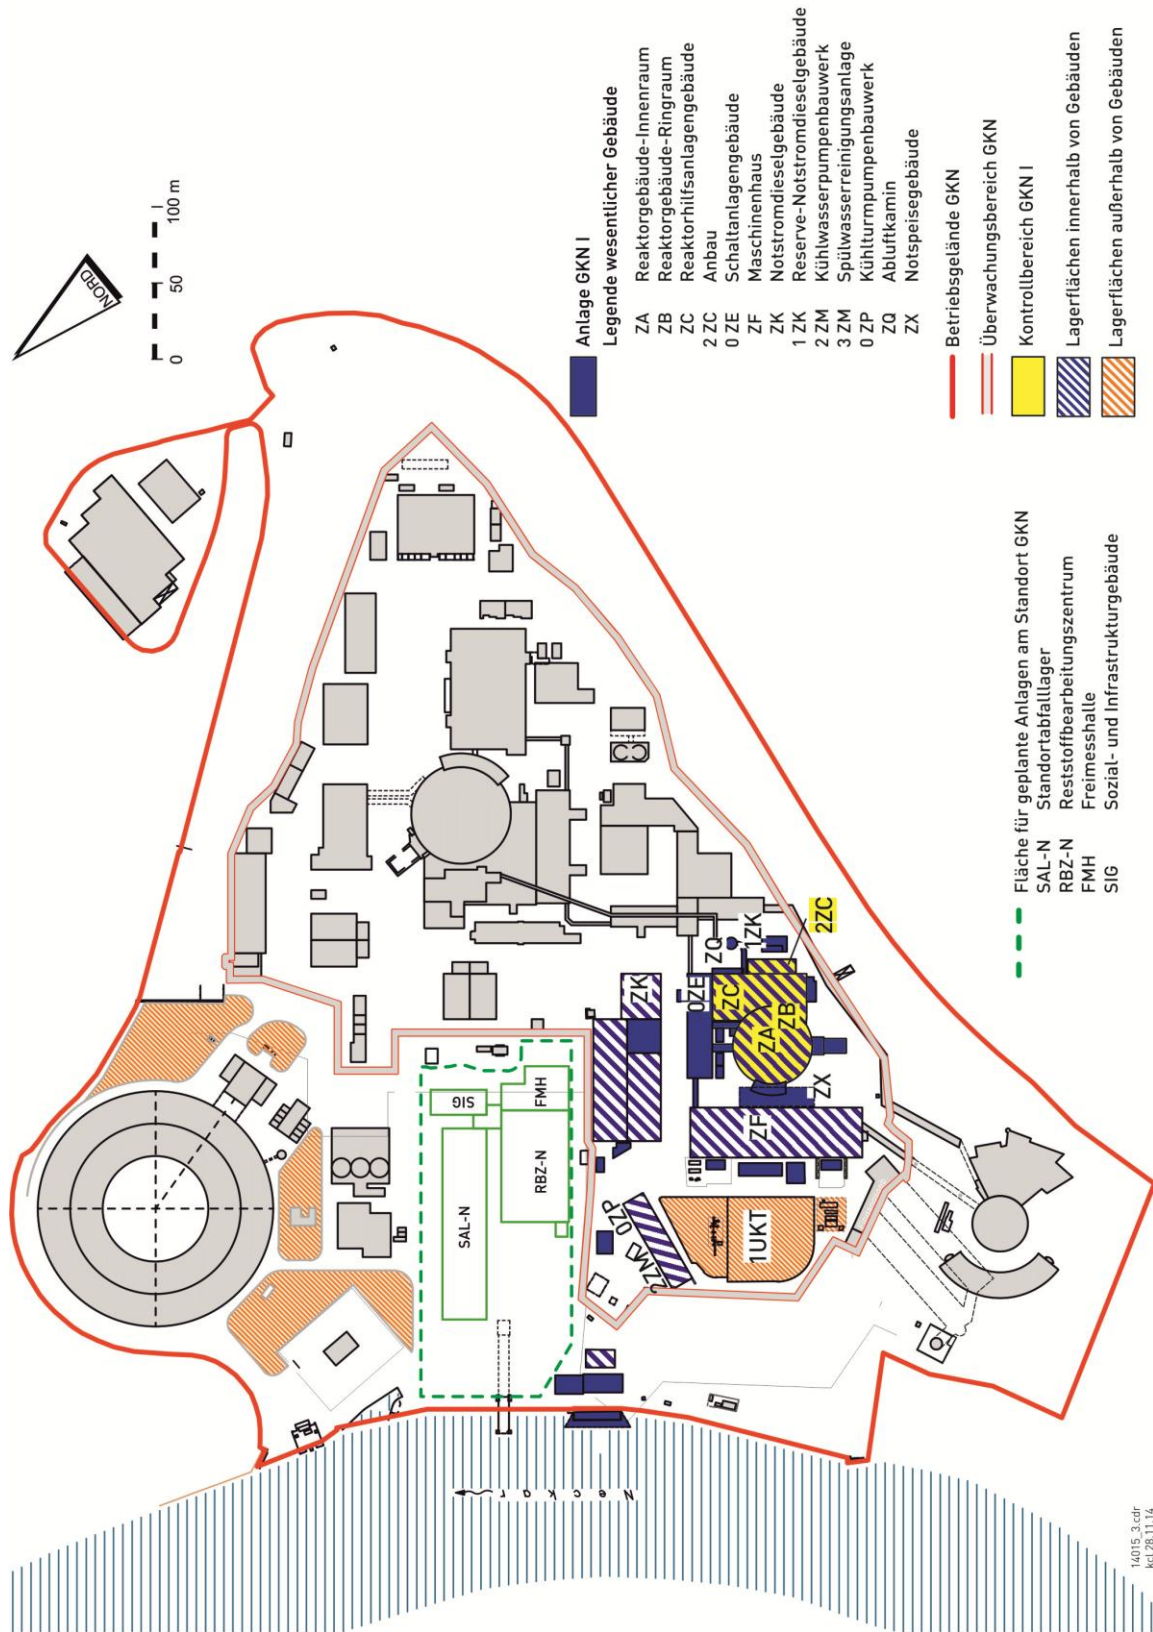 NORD
0 50 100 m
Anlage GKN I
Legende wesentlicher Gebäude
ZA Reaktorgebäude-Innenraum
ZB Reaktorgebäude-Ringraum
ZC Reaktorhilfsanlagengebäude
2 ZC Anbau
0 ZE Schaltanlagengebäude
ZF Maschinenhaus
ZK Notstromdieselgebäude
1 ZK Reserve-Notstromdieselgebäude
2 ZM Kühlwasserpumpenbauwerk
3 ZM Spülwasserreinigungsanlage
0 ZP Kühlturmpumpenbauwerk
ZQ Abluftkamin
ZX Notspeisegebäude
Betriebsgelände GKN
Überwachungsbereich GKN
Kontrollbereich GKN I
Lagerflächen innerhalb von Gebäuden
Lagerflächen außerhalb von Gebäuden
Fläche für geplante Anlagen am Standort GKN
SAL-N Standortabfalllager
RBZ-N Reststoffbearbeitungszentrum
FMH Freimesshalle
SIG Sozial- und Infrastrukturgebäude
SIG
FMH
SAL-N
RBZ-N
ZK
0ZE
ZQ
1ZK
ZC
2ZC
ZA
ZB
ZX
ZF
0ZP
1UKT
Neckar
14015_3.cdr
kcl 28.11.14